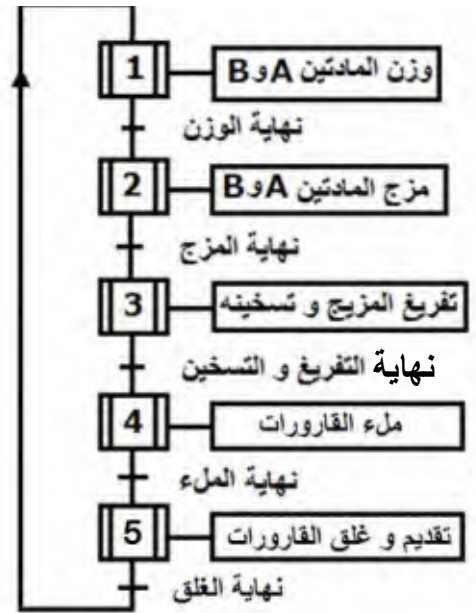 1 وزن المادتين A و B
نهاية الوزن
2 مزج المادتين A و B
نهاية المزج
3 تفريغ المزيج و تسخينه
نهاية التفريغ و التسخين
4 ملء القارورات
نهاية الملء
5 تقديم و غلق القارورات
نهاية الغلق